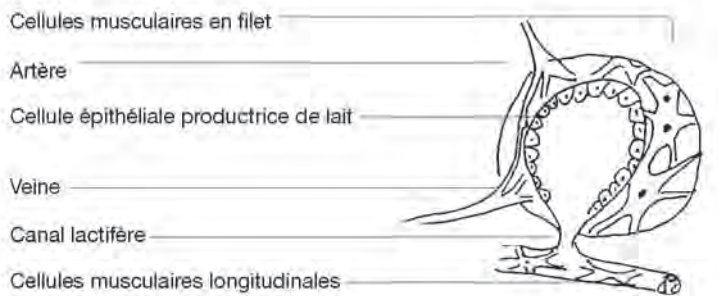 Cellules musculaires en filet
Artère
Cellule épithéliale productrice de lait
Veine
Canal lactifère
Cellules musculaires longitudinales